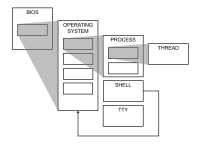 BIOS
OPERATING
SYSTEM
PROCESS
THREAD
SHELL
TTY